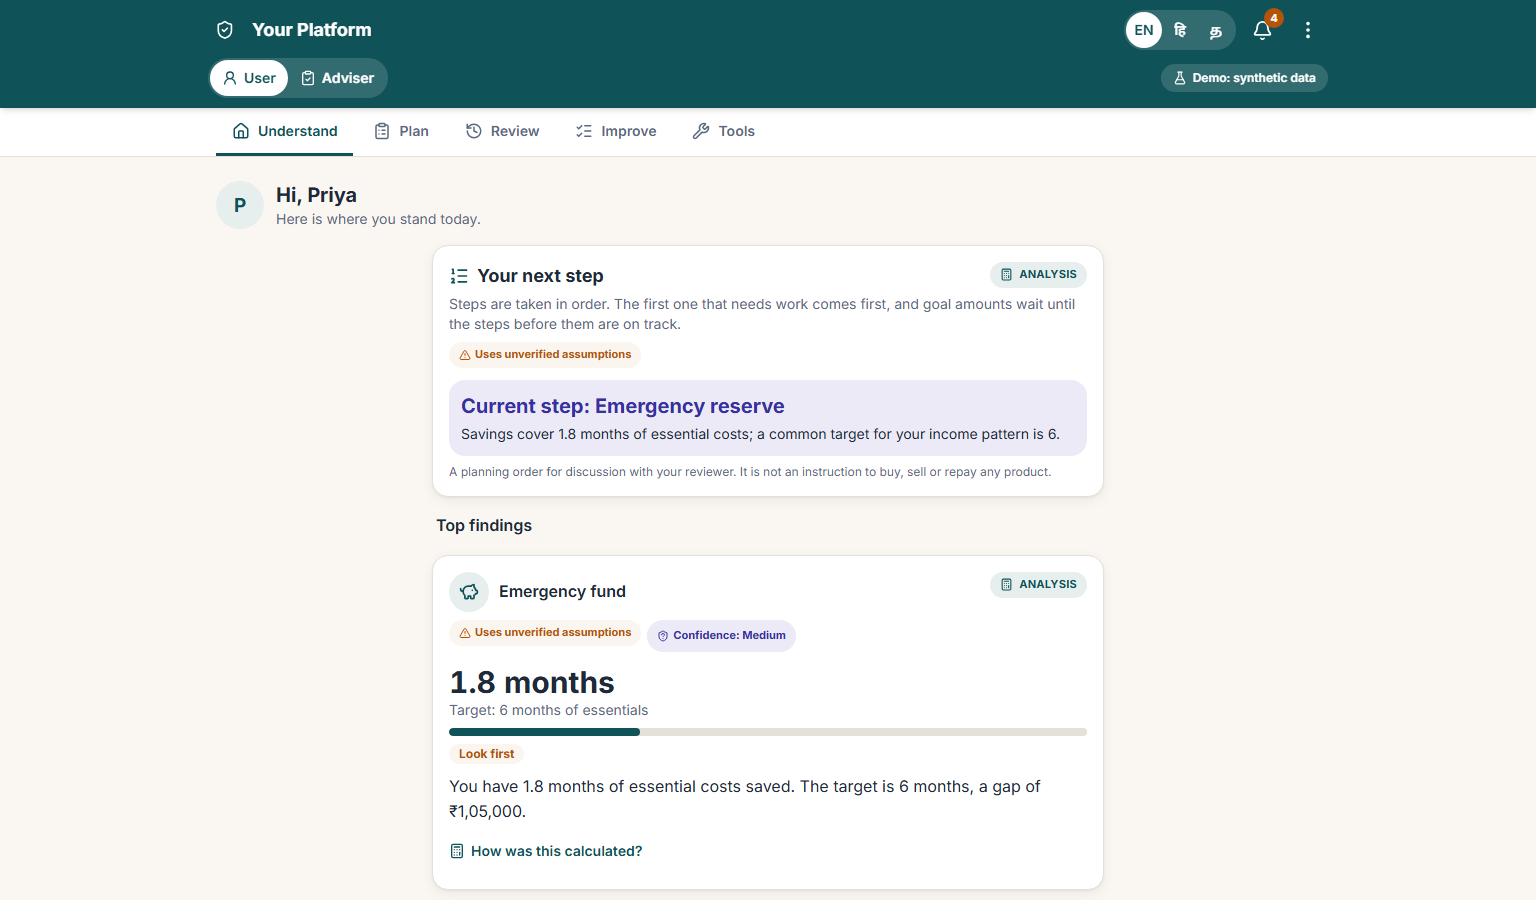 Your Platform
EN हि த 4
User Adviser
Demo: synthetic data
Understand Plan Review Improve Tools
P
Hi, Priya
Here is where you stand today.
Your next step
ANALYSIS
Steps are taken in order. The first one that needs work comes first, and goal amounts wait until
the steps before them are on track.
Uses unverified assumptions
Current step: Emergency reserve
Savings cover 1.8 months of essential costs; a common target for your income pattern is 6.
A planning order for discussion with your reviewer. It is not an instruction to buy, sell or repay any product.
Top findings
Emergency fund
ANALYSIS
Uses unverified assumptions Confidence: Medium
1.8 months
Target: 6 months of essentials
Look first
You have 1.8 months of essential costs saved. The target is 6 months, a gap of
₹1,05,000.
How was this calculated?